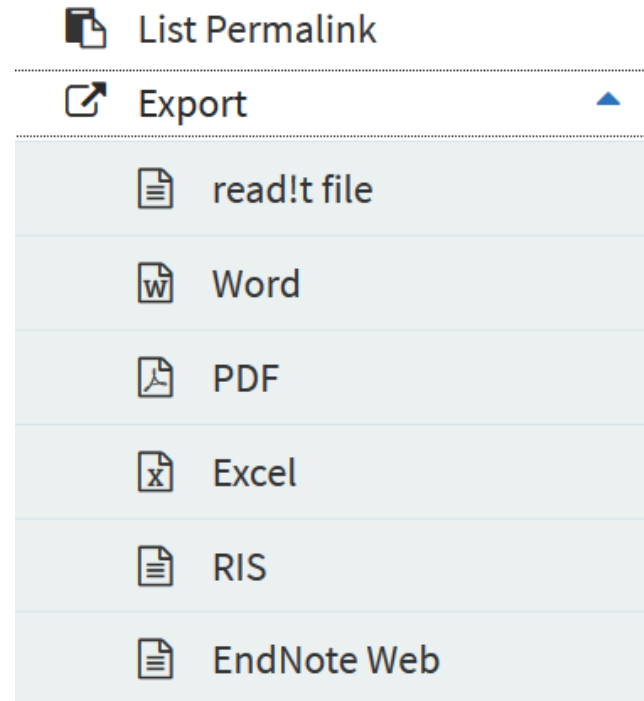 List Permalink
Export
read!t file
Word
PDF
Excel
RIS
EndNote Web